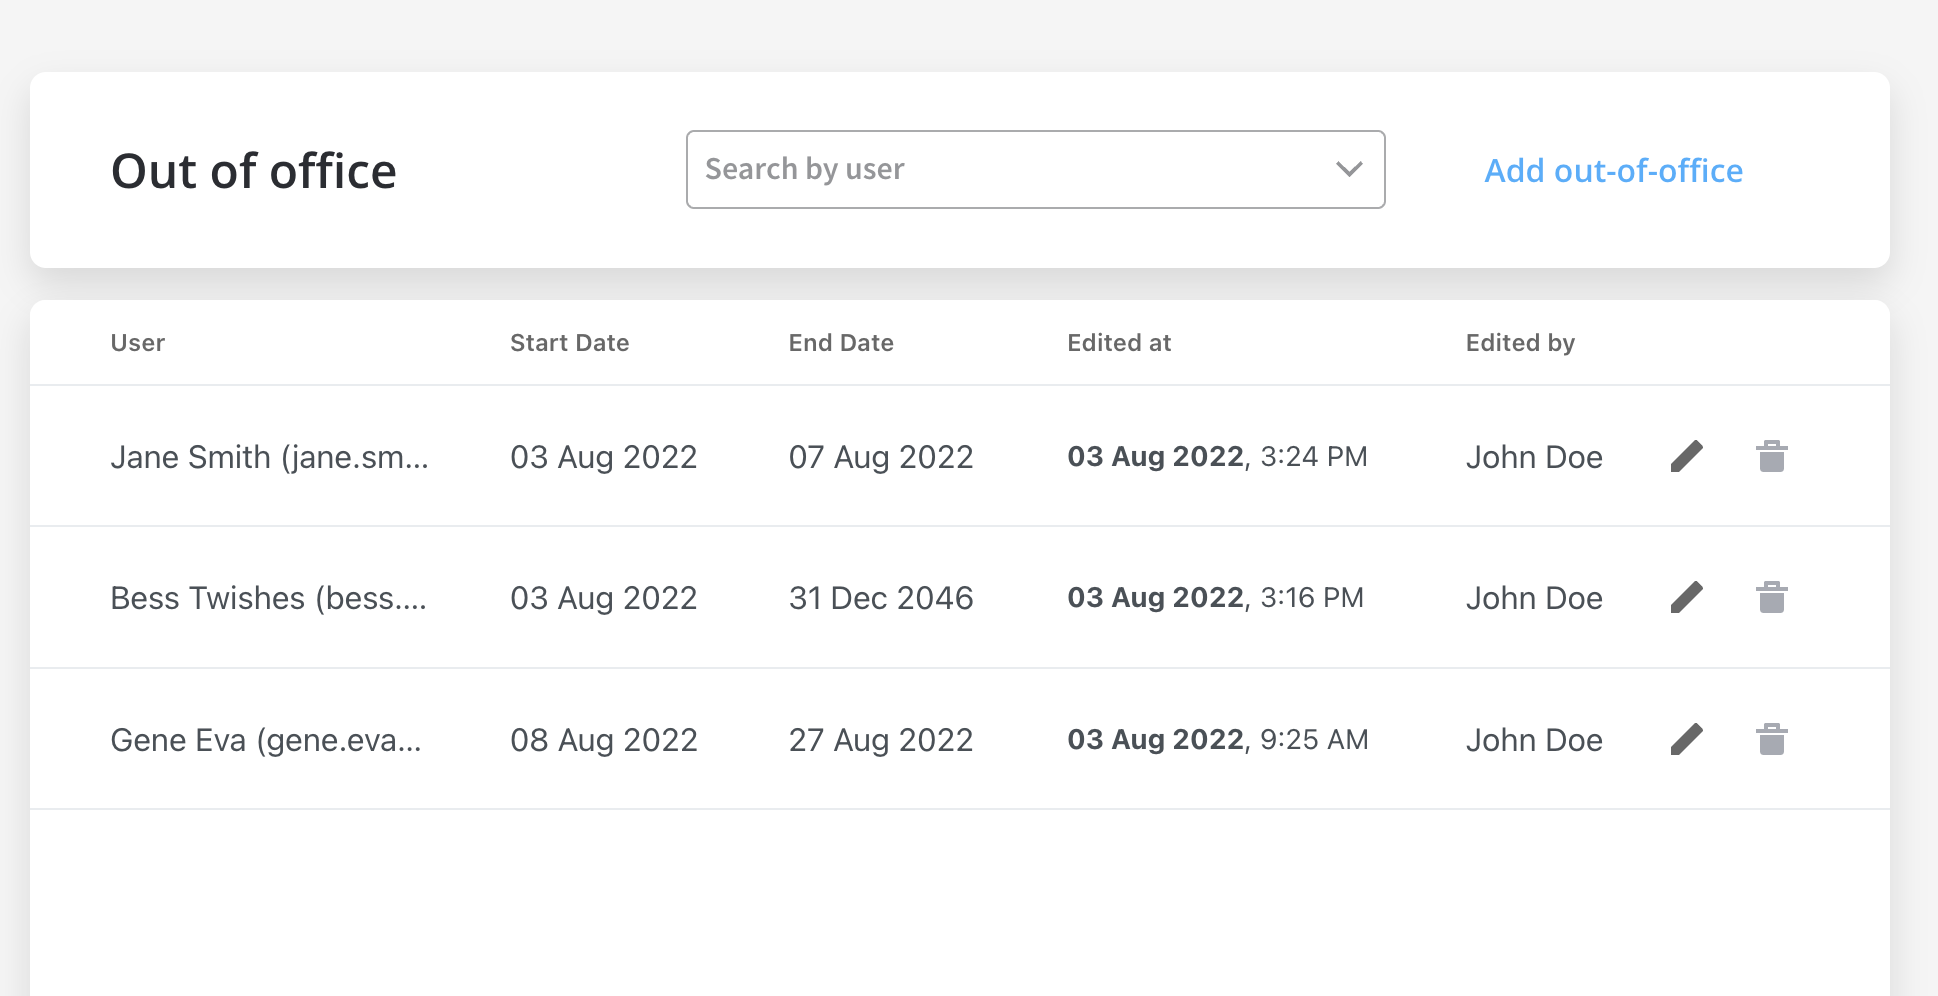 Out of office
Search by user
Add out-of-office
User Start Date End Date Edited at Edited by
Jane Smith (jane.sm... 03 Aug 2022 07 Aug 2022 03 Aug 2022, 3:24 PM John Doe
Bess Twishes (bess.... 03 Aug 2022 31 Dec 2046 03 Aug 2022, 3:16 PM John Doe
Gene Eva (gene.eva... 08 Aug 2022 27 Aug 2022 03 Aug 2022, 9:25 AM John Doe